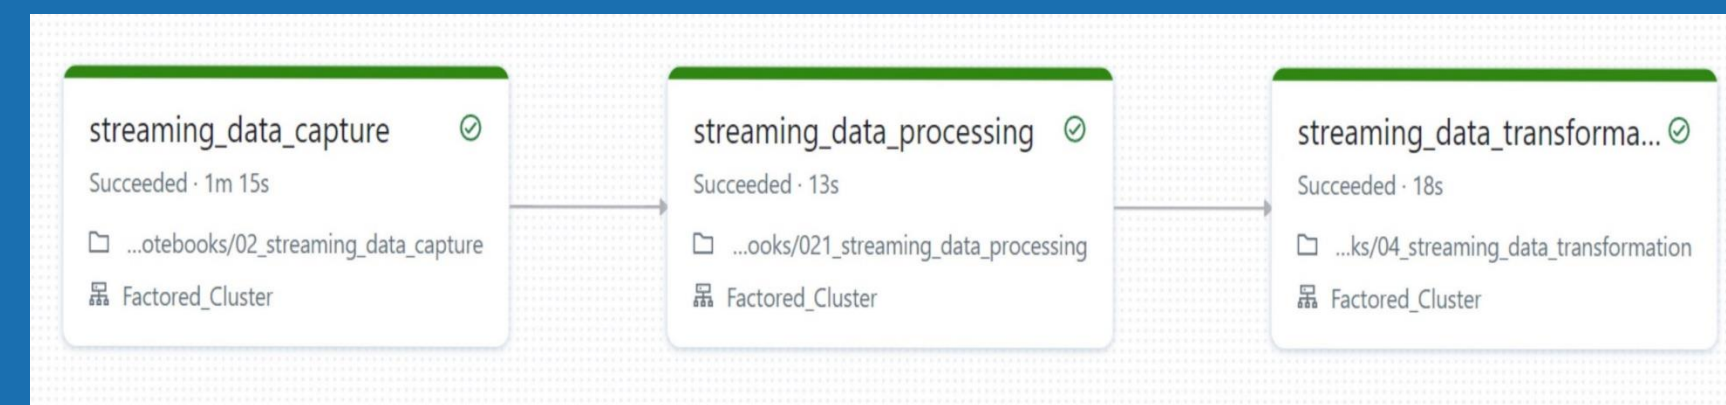 streaming_data_capture
Succeeded · 1m 15s
...otebooks/02_streaming_data_capture
Factored_Cluster
streaming_data_processing
Succeeded · 13s
...ooks/021_streaming_data_processing
Factored_Cluster
streaming_data_transforma...
Succeeded · 18s
...ks/04_streaming_data_transformation
Factored_Cluster